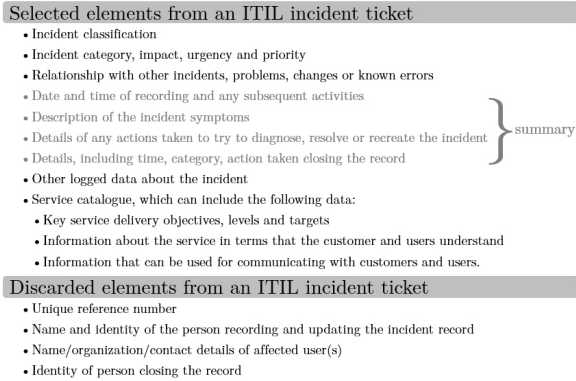 Selected elements from an ITIL incident ticket
• Incident classification
• Incident category, impact, urgency and priority
• Relationship with other incidents, problems, changes or known errors
• Date and time of recording and any subsequent activities
• Description of the incident symptoms
• Details of any actions taken to try to diagnose, resolve or recreate the incident
• Details, including time, category, action taken closing the record
summary
• Other logged data about the incident
• Service catalogue, which can include the following data:
• Key service delivery objectives, levels and targets
• Information about the service in terms that the customer and users understand
• Information that can be used for communicating with customers and users.
Discarded elements from an ITIL incident ticket
• Unique reference number
• Name and identity of the person recording and updating the incident record
• Name/organization/contact details of affected user(s)
• Identity of person closing the record